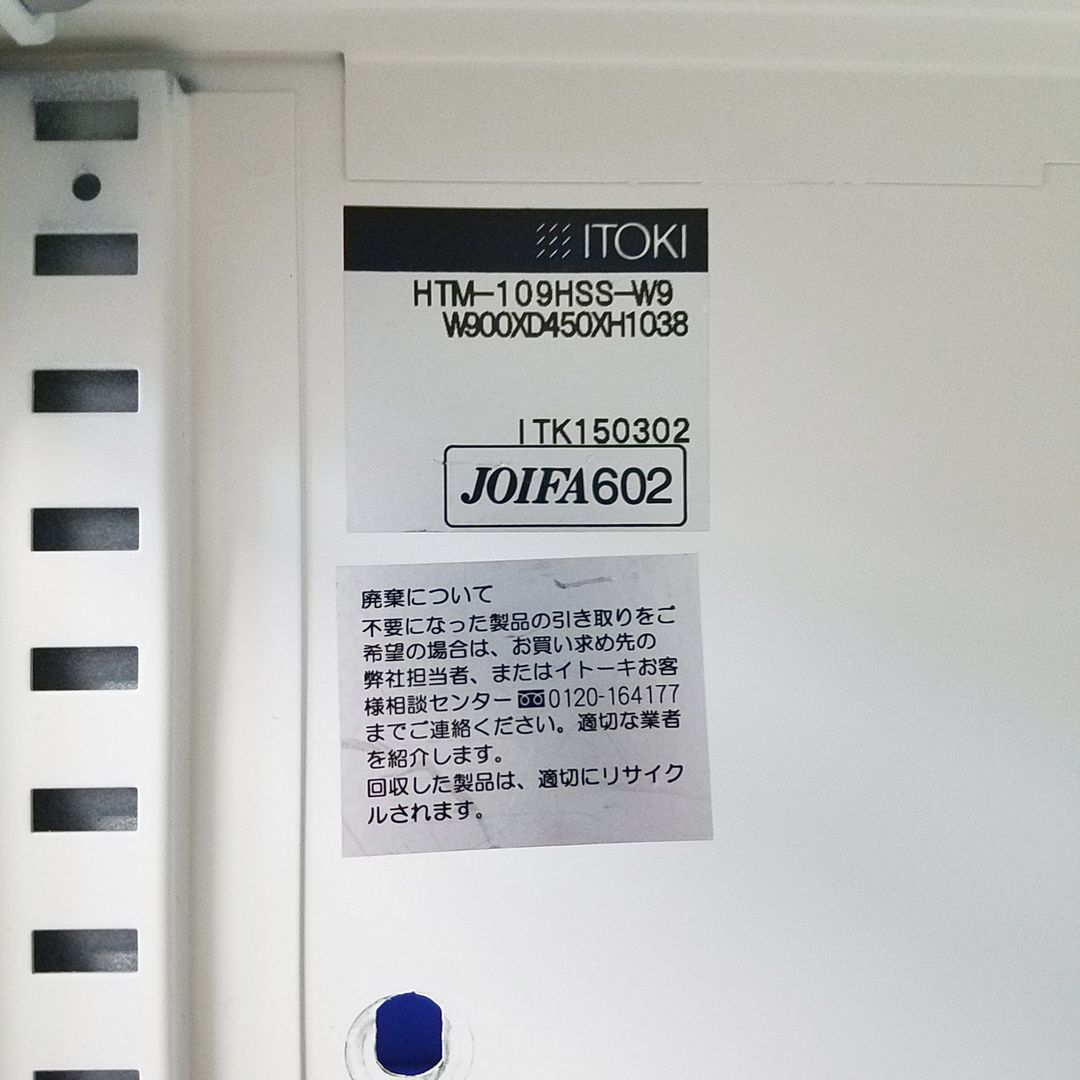 ITOKI
HTM-109HSS-W9
W900XD450XH1038
ITK150302
JOIFA602
廃棄について
不要になった製品の引き取りをご
希望の場合は、お買い求め先の
弊社担当者、またはイトーキお客
様相談センター0120-164177
までご連絡ください。適切な業者
を紹介します。
回収した製品は、適切にリサイク
ルされます。